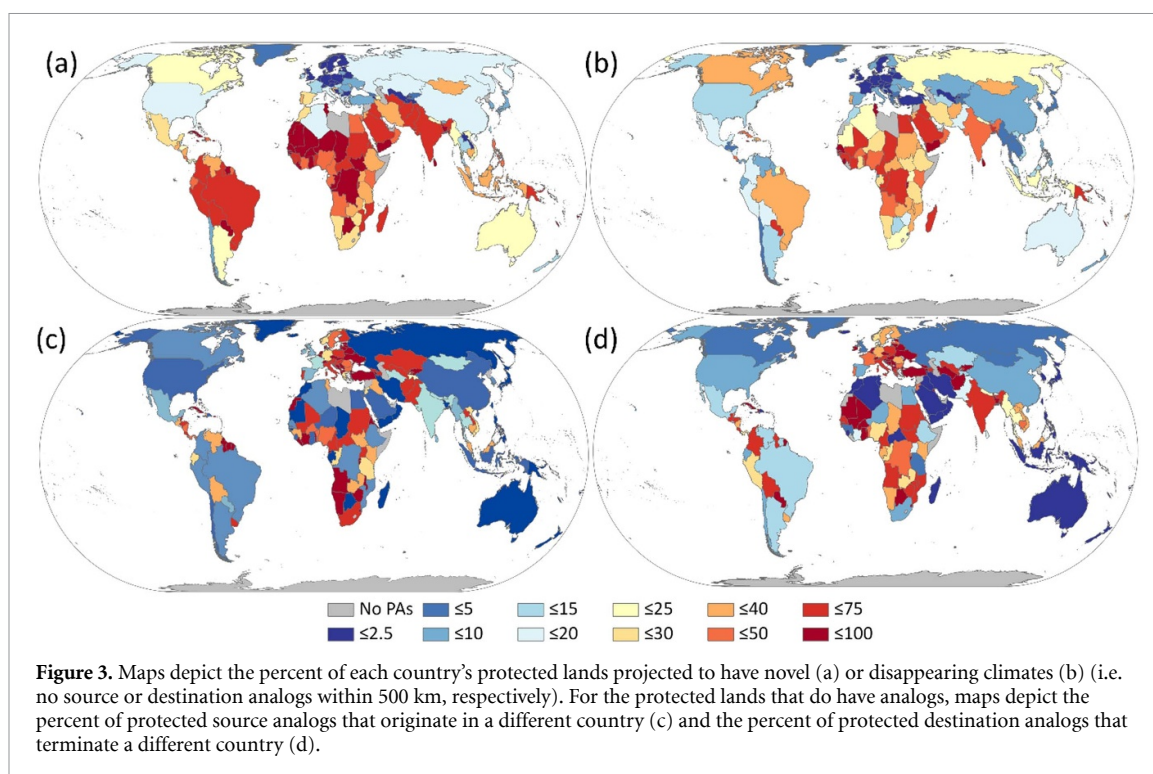 (a)
(b)
(c)
(d)
No PAs ≤5 ≤15 ≤25 ≤40 ≤75
≤2.5 ≤10 ≤20 ≤30 ≤50 ≤100
Figure 3. Maps depict the percent of each country's protected lands projected to have novel (a) or disappearing climates (b) (i.e.
no source or destination analogs within 500 km, respectively). For the protected lands that do have analogs, maps depict the
percent of protected source analogs that originate in a different country (c) and the percent of protected destination analogs that
terminate a different country (d).